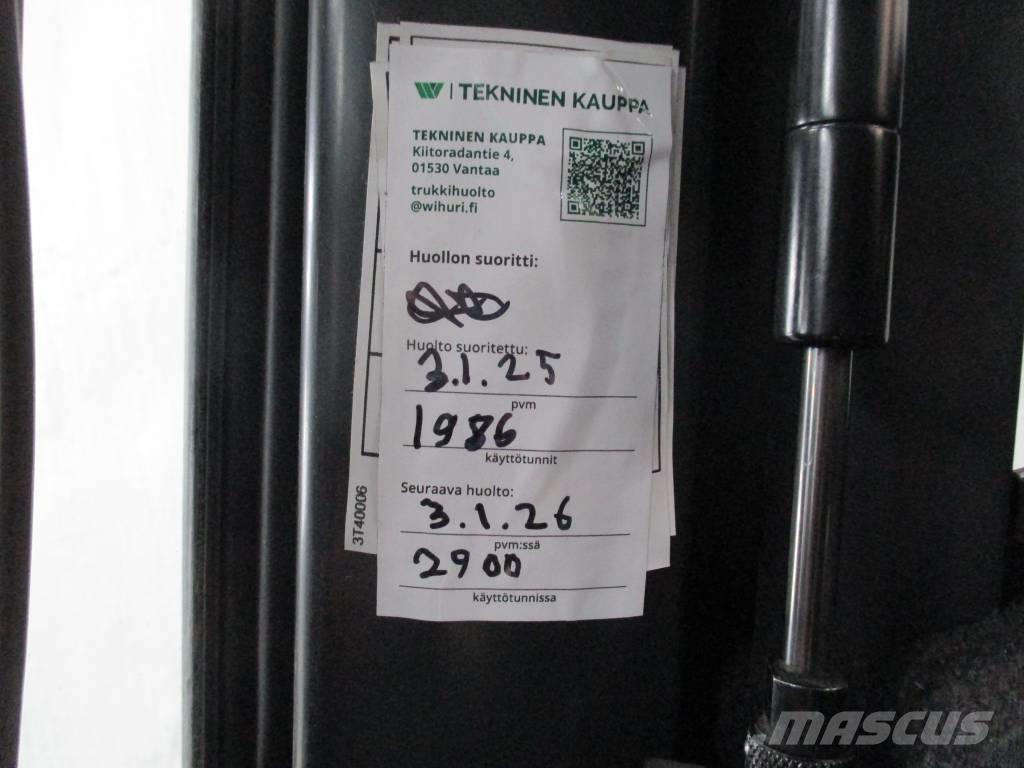 W | TEKNINEN KAUPPA
TEKNINEN KAUPPA
Kiitoradantie 4,
01530 Vantaa
trukkihuolto
@wihuri.fi
Huollon suoritti:
Huolto suoritettu:
3.1.25
pvm
1986
käyttötunnit
Seuraava huolto:
3.1.26
pvm:ssä
2900
käyttötunnissa
3T40006
MASCUS